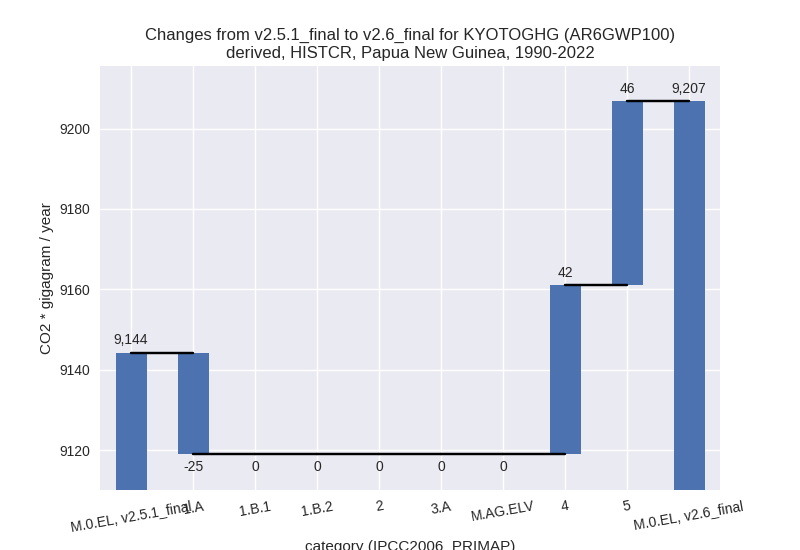 Changes from v2.5.1_final to v2.6_final for KYOTOGHG (AR6GWP100)
derived, HISTCR, Papua New Guinea, 1990-2022
46
9,207
9200
9180
42
9160
9,144
9140
9120
-25
0
0
0
0
0
CO2 * gigagram / year
M.0.EL, v2.5.1_final
1.A
1.B.1
1.B.2
2
3.A
M.AG.ELV
4
5
M.0.EL, v2.6_final
category (IPCC2006_PRIMAP)